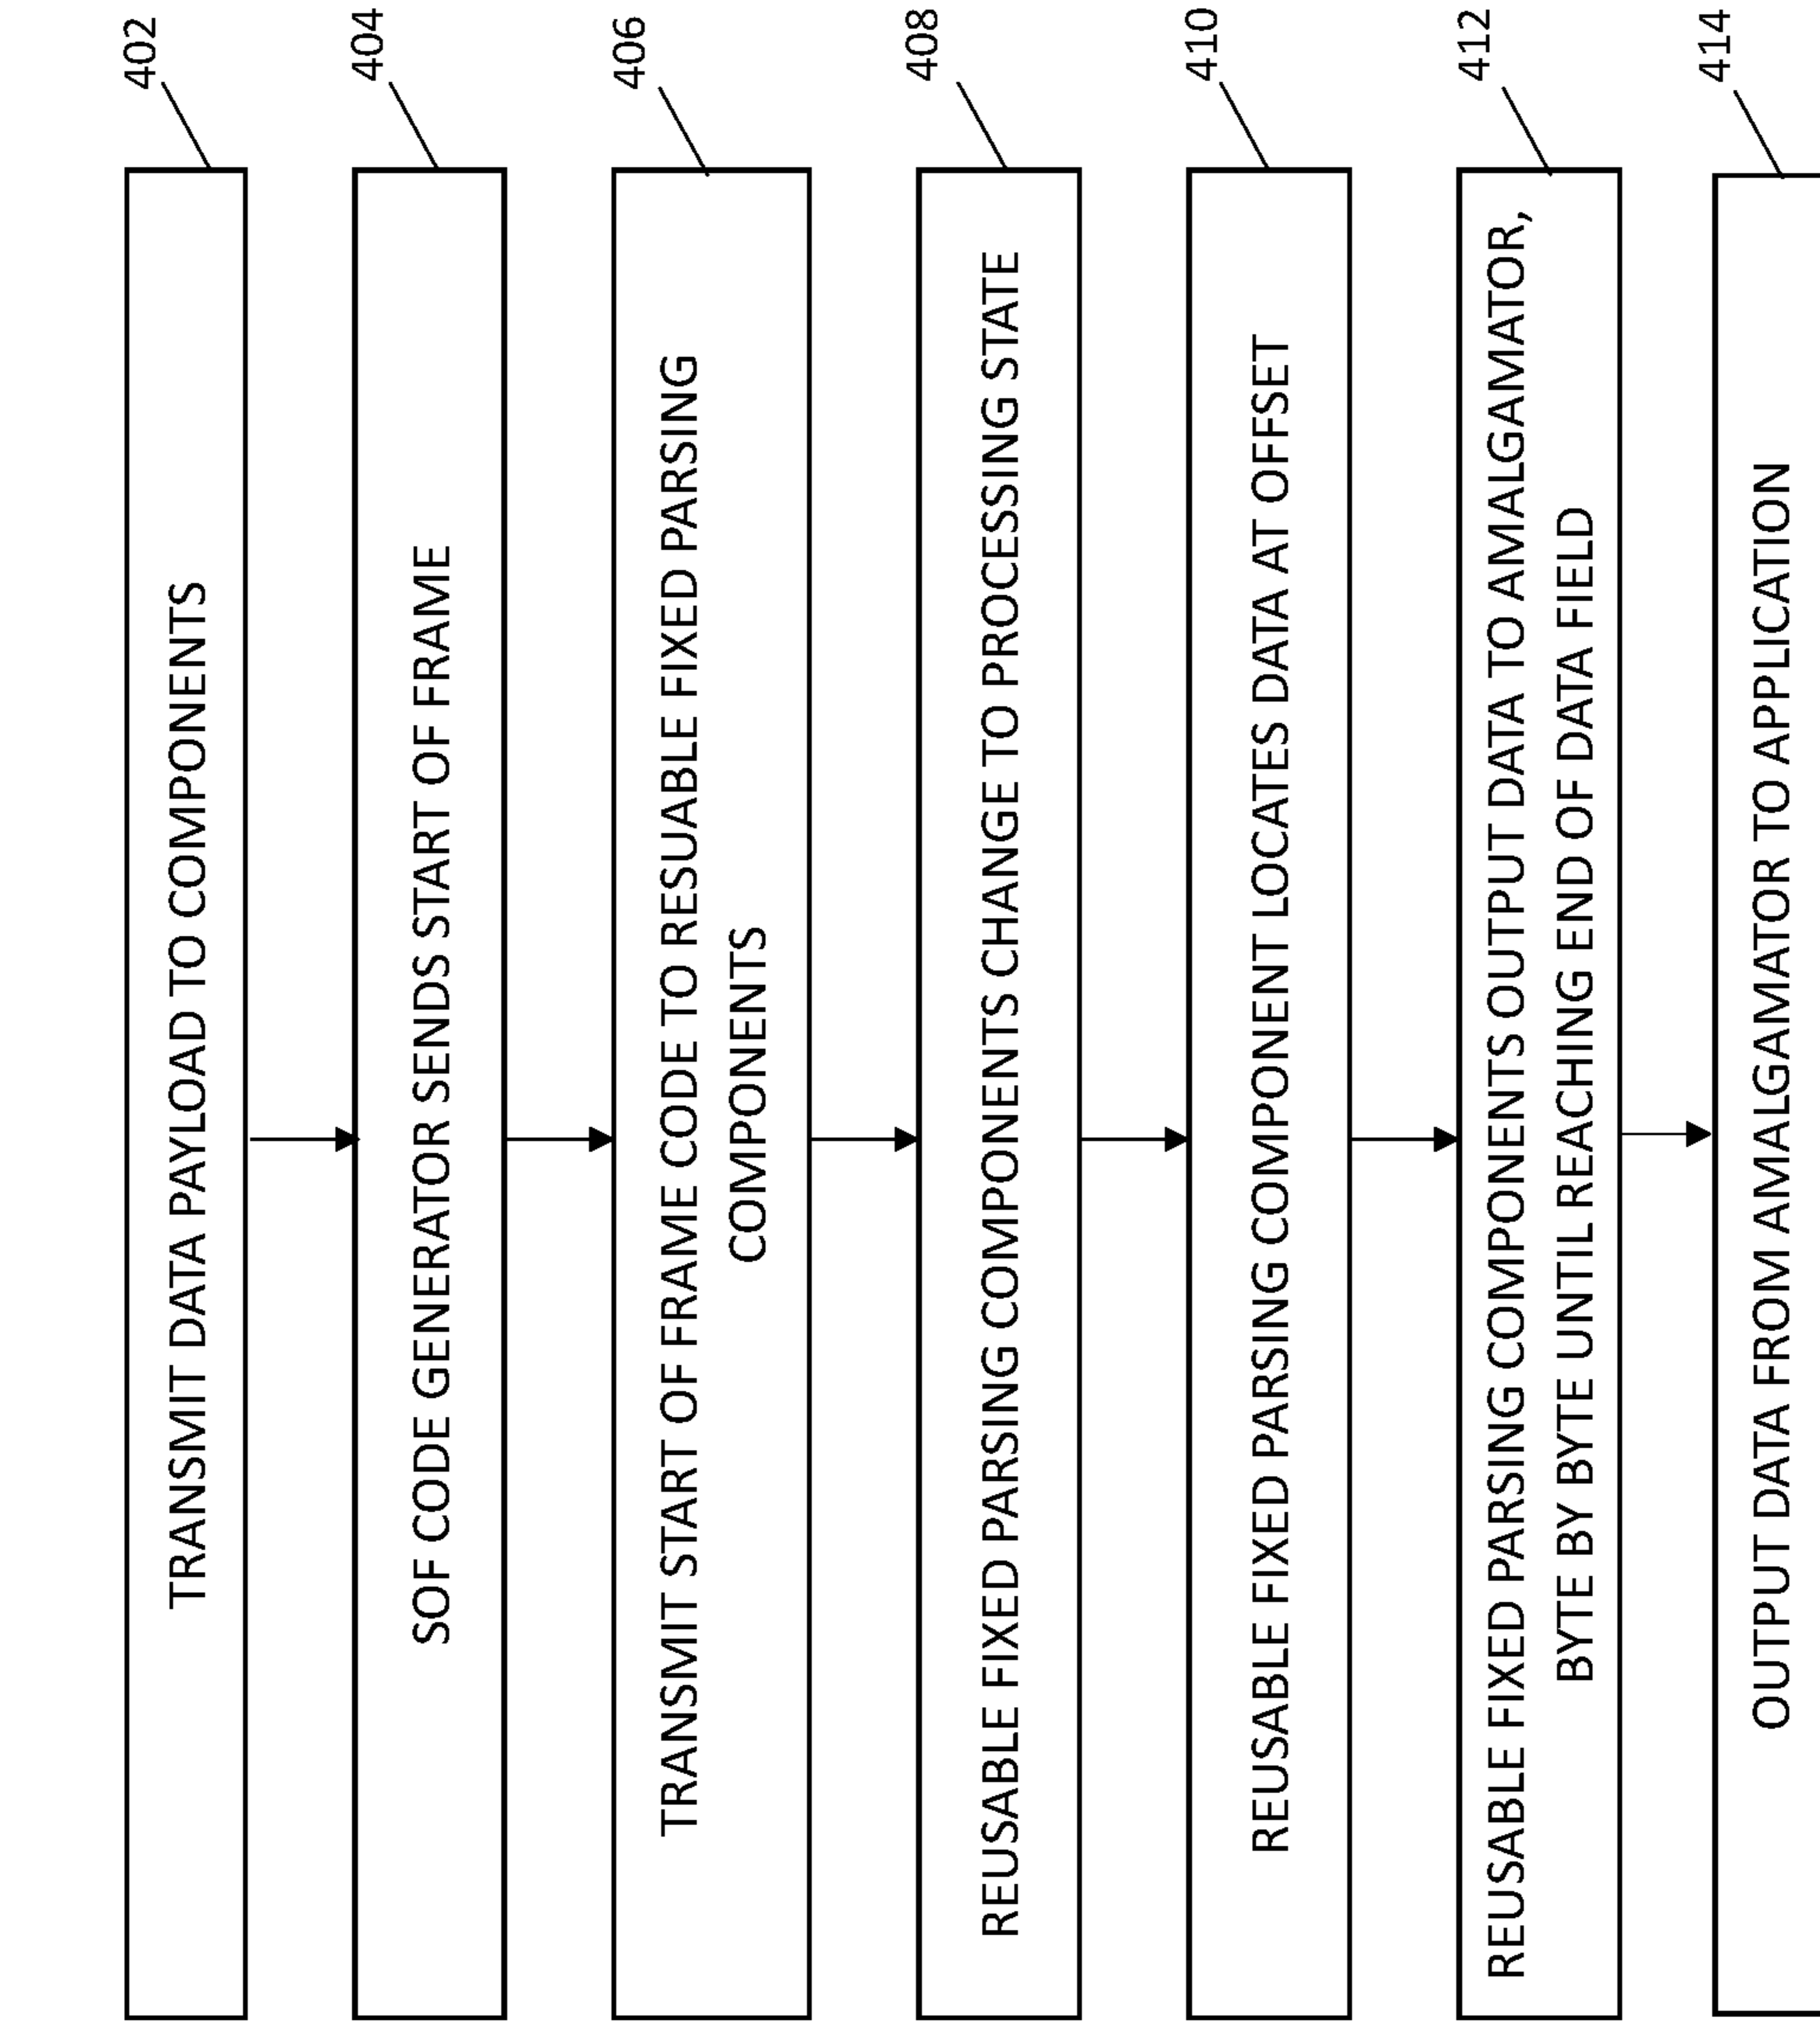 402
TRANSMIT DATA PAYLOAD TO COMPONENTS
404
SOF CODE GENERATOR SENDS START OF FRAME
406
TRANSMIT START OF FRAME CODE TO RESUABLE FIXED PARSING
COMPONENTS
408
REUSABLE FIXED PARSING COMPONENTS CHANGE TO PROCESSING STATE
410
REUSABLE FIXED PARSING COMPONENT LOCATES DATA AT OFFSET
412
REUSABLE FIXED PARSING COMPONENTS OUTPUT DATA TO AMALGAMATOR,
BYTE BY BYTE UNTIL REACHING END OF DATA FIELD
414
OUTPUT DATA FROM AMALGAMATOR TO APPLICATION